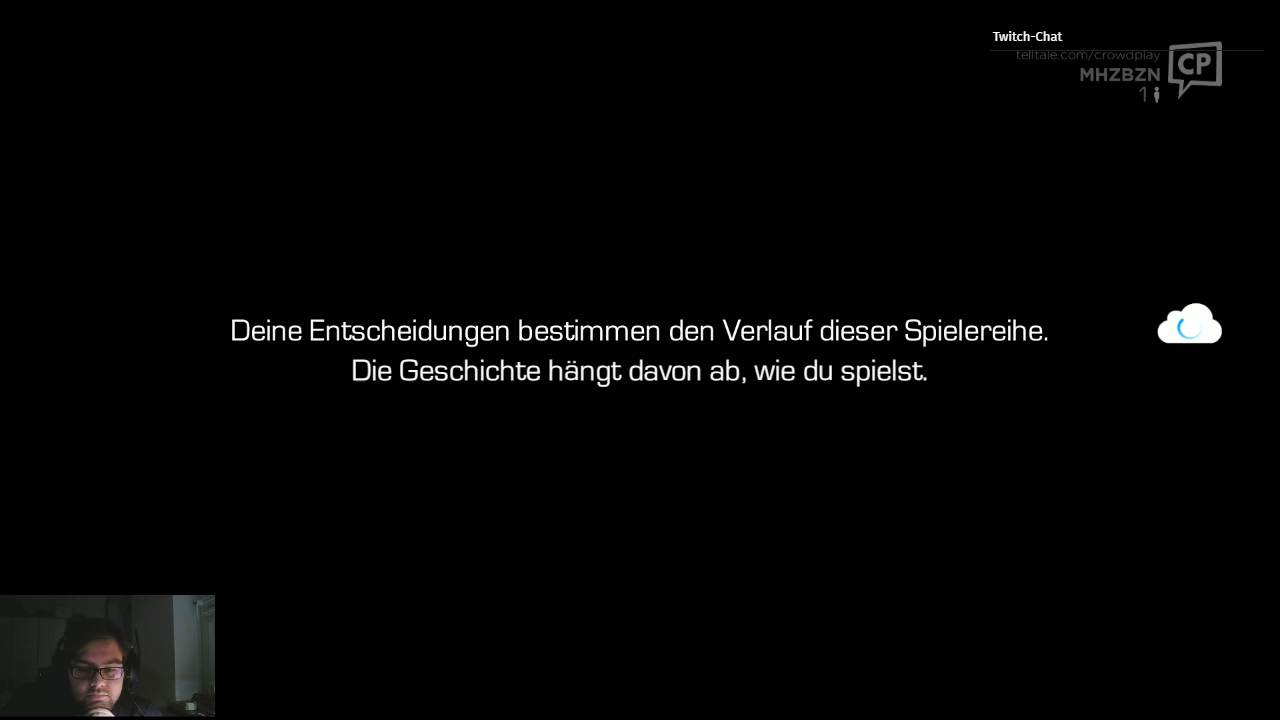 Twitch-Chat
telltale.com/crowdplay
MHZBZN
CP
1
Deine Entscheidungen bestimmen den Verlauf dieser Spielereihe.
Die Geschichte hängt davon ab, wie du spielst.